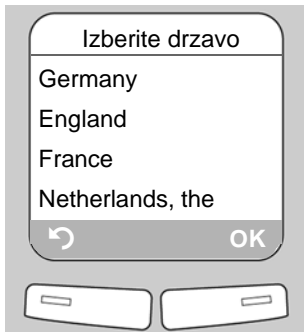 Izberite drzavo
Germany
England
France
Netherlands, the
OK